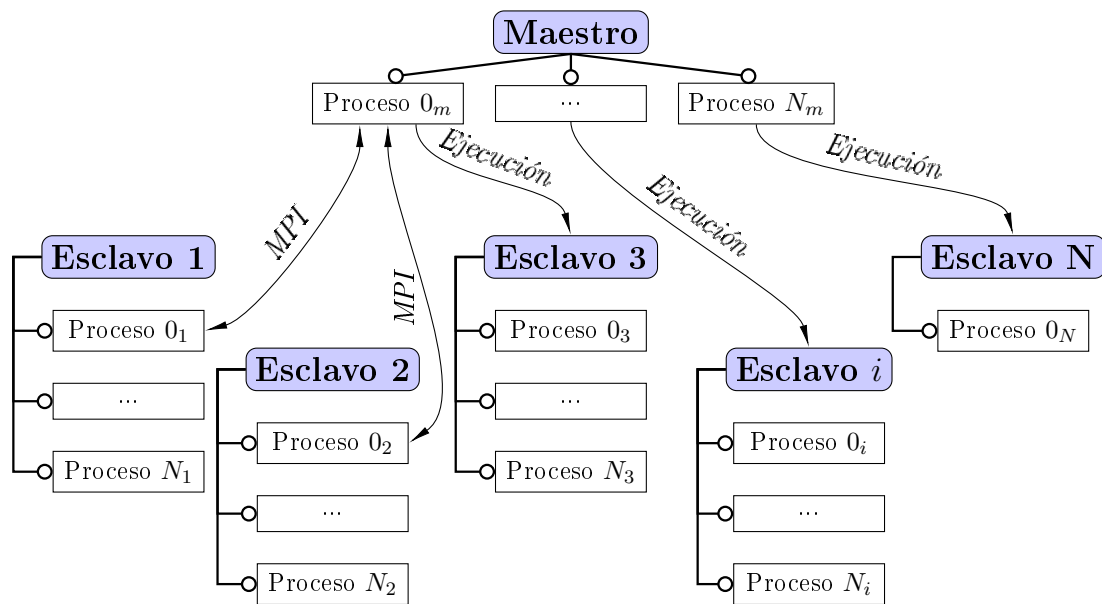 Maestro
Proceso 0_m
...
Proceso N_m
Ejecución
Ejecución
Ejecución
MPI
MPI
Esclavo 1
Proceso 0_1
...
Proceso N_1
Esclavo 2
Proceso 0_2
...
Proceso N_2
Esclavo 3
Proceso 0_3
...
Proceso N_3
Esclavo i
Proceso 0_i
...
Proceso N_i
Esclavo N
Proceso 0_N